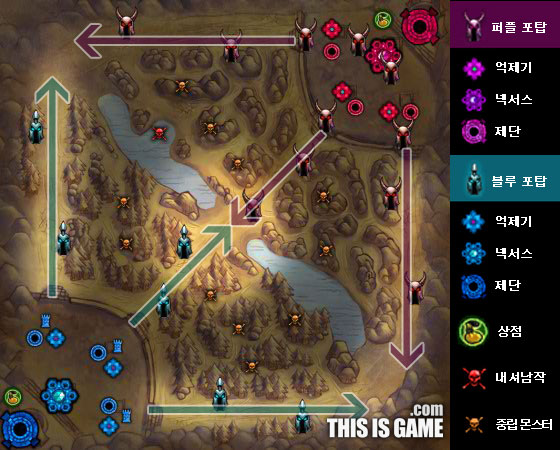 퍼플 포탑
억제기
넥서스
제단
블루 포탑
억제기
넥서스
제단
상점
내셔남작
중립 몬스터
.com
THIS IS GAME